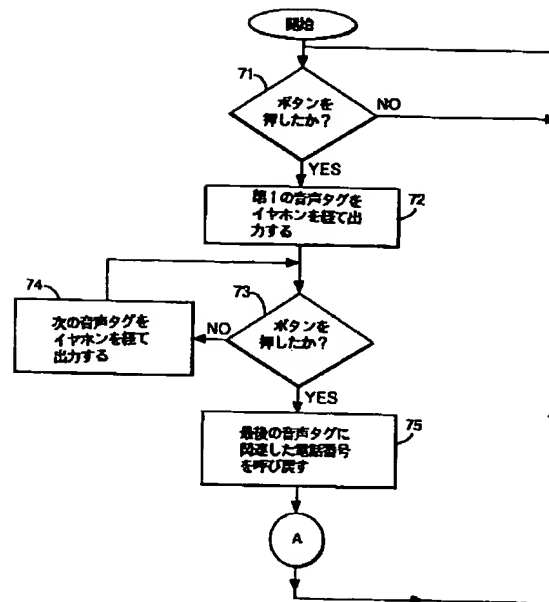 開始
71
ボタンを
押したか?
NO
YES
第1の音声タグを
イヤホンを経て出
力する
72
74
73
次の音声タグを
イヤホンを経て
出力する
NO
ボタンを
押したか?
YES
最後の音声タグに
関連した電話番号
を呼び戻す
75
A